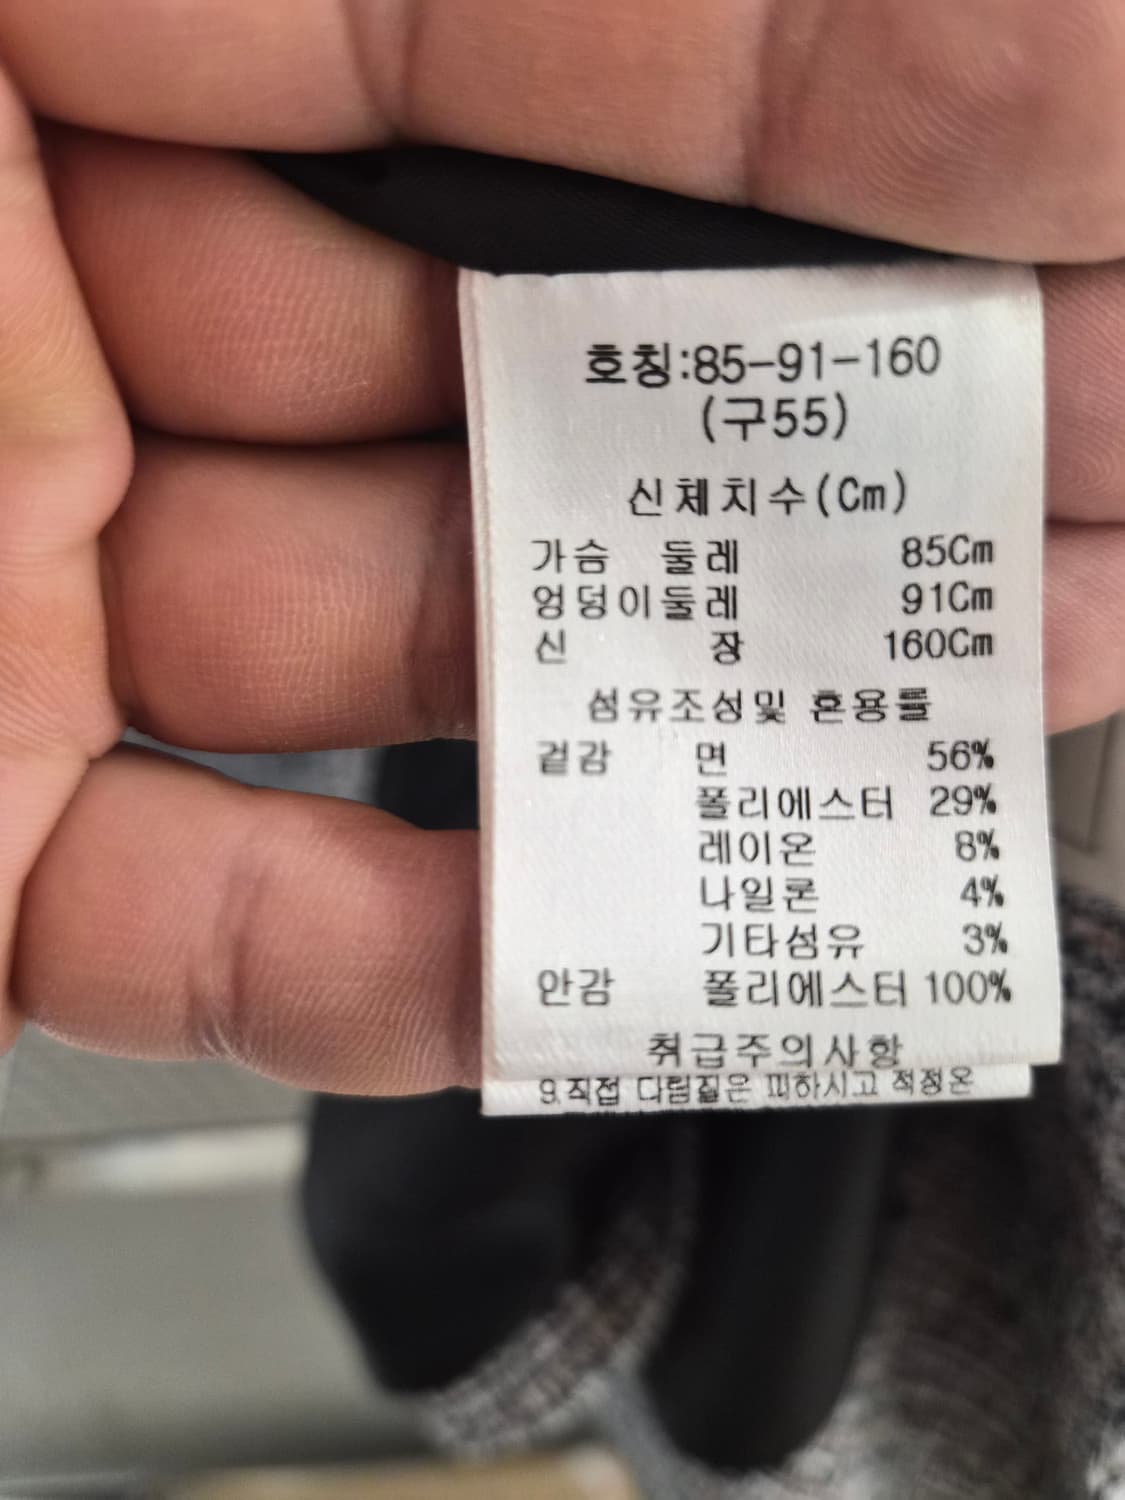 호칭:85-91-160
(구55)
신체치수(Cm)
가슴 둘레 85Cm
엉덩이둘레 91Cm
신 장 160Cm
섬유조성및 혼용률
겉감 면 56%
폴리에스터 29%
레이온 8%
나일론 4%
기타섬유 3%
안감 폴리에스터 100%
취급주의사항
9.직접 다림질은 피하시고 적정온